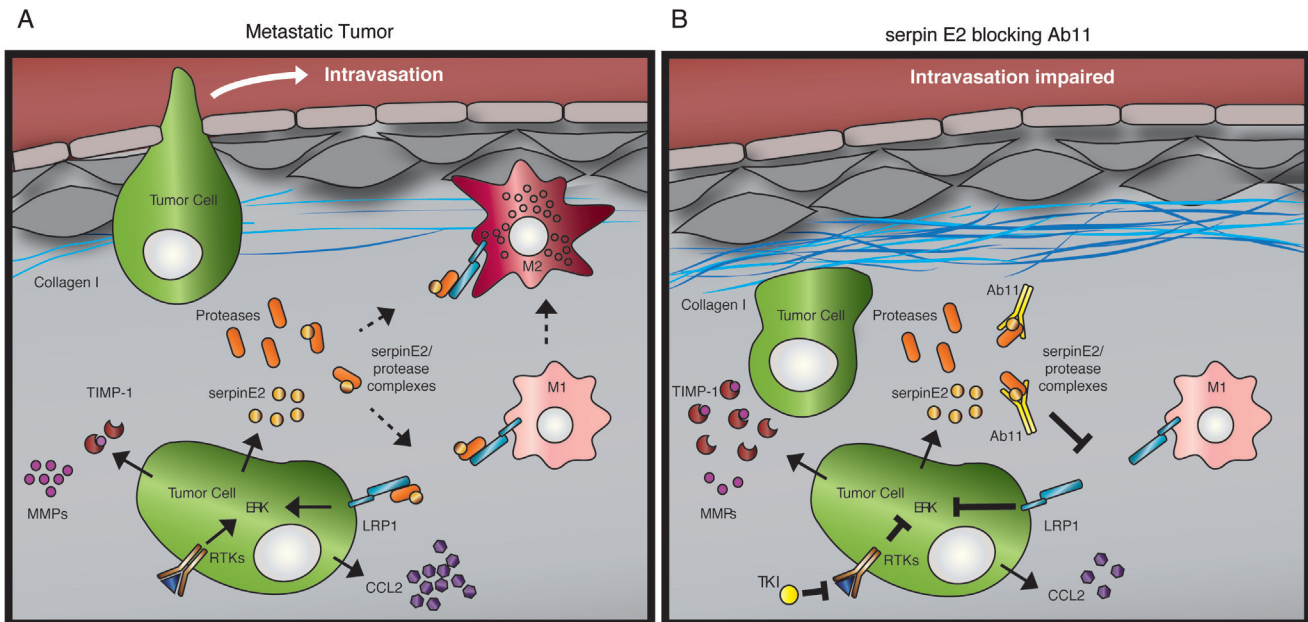 A
Metastatic Tumor
Intravasation
Tumor Cell
M2
Collagen I
Proteases
serpinE2/
protease
complexes
M1
TIMP-1
serpinE2
Tumor Cell
ERK
MMPs
LRP1
RTKs
CCL2
B
serpin E2 blocking Ab11
Intravasation impaired
Ab11
Collagen I
Tumor Cell
Proteases
serpinE2/
protease
complexes
TIMP-1
M1
serpinE2
Ab11
Tumor Cell
ERK
MMPs
LRP1
RTKs
TKI
CCL2